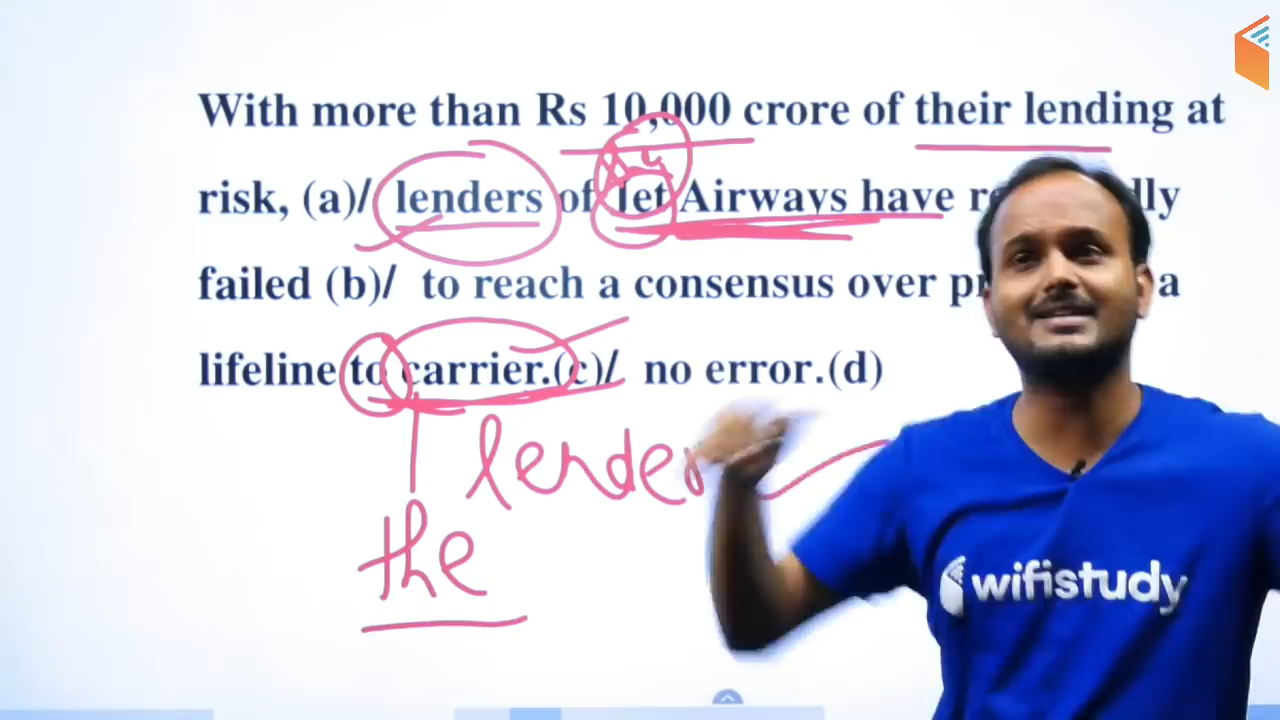 With more than Rs 10,000 crore of their lending at
risk, (a)/ lenders of Jet Airways have
failed (b)/ to reach a consensus over a
lifeline to carrier.(c)/ no error.(d)
lender
the
wifistudy